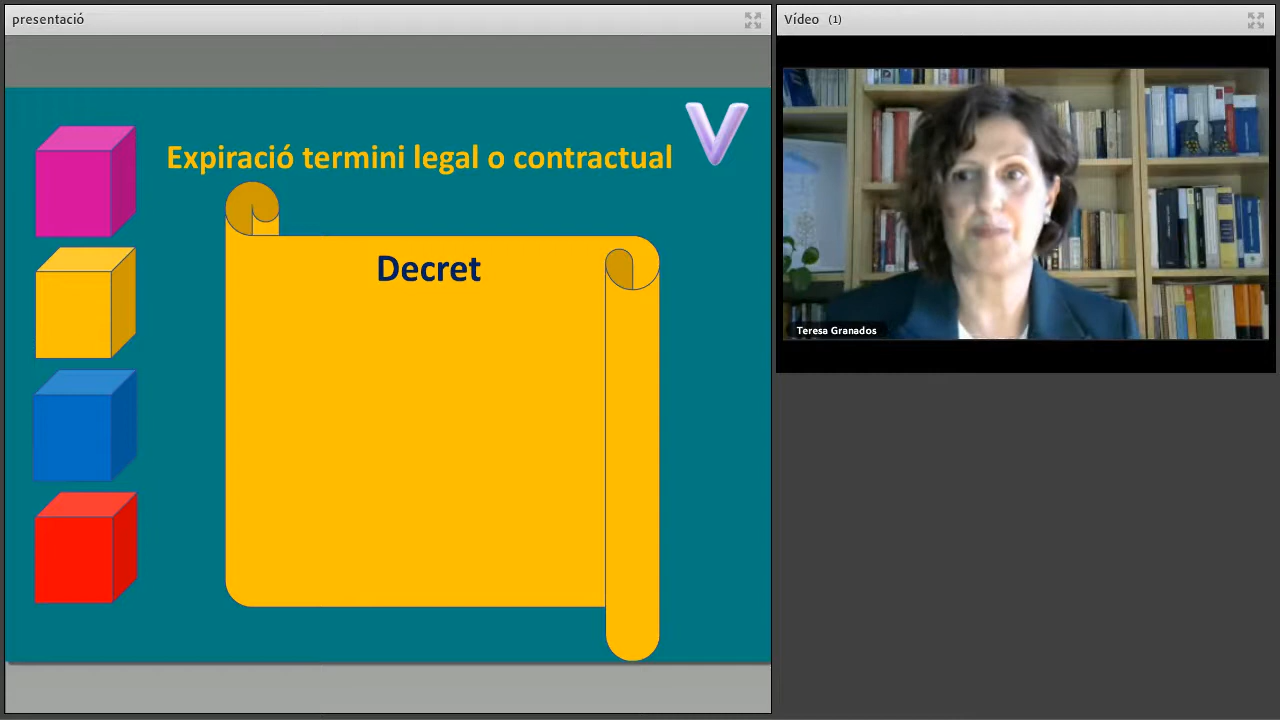 presentació
Vídeo (1)
Expiració termini legal o contractual
V
Decret
Teresa Granados